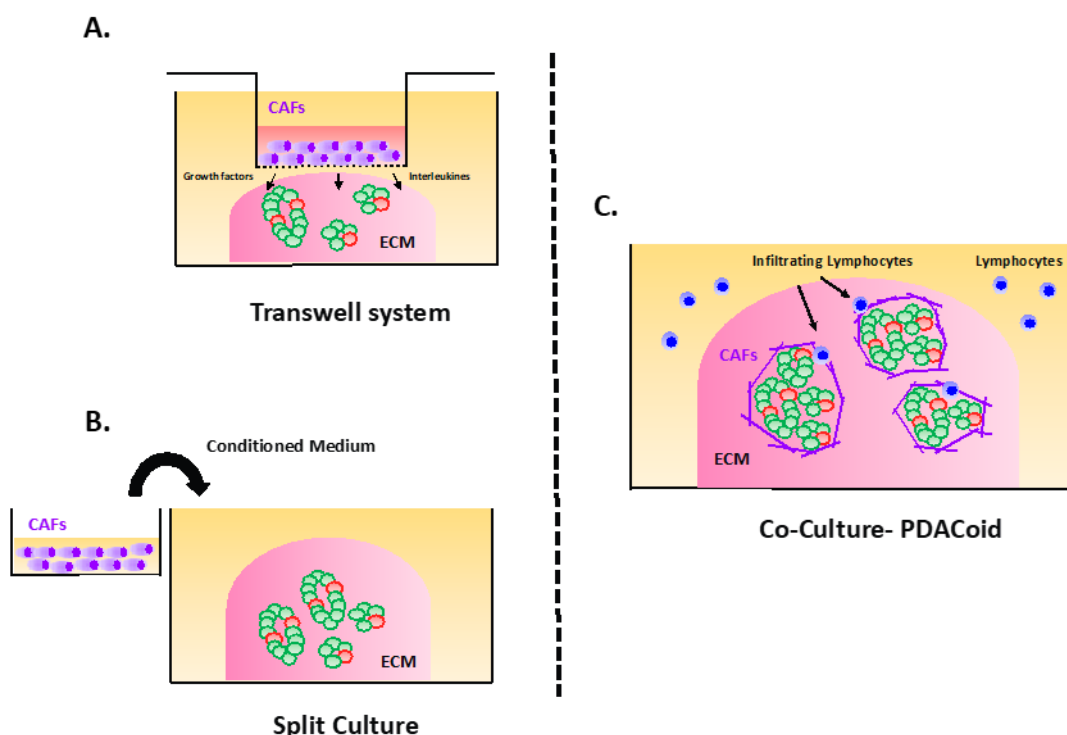 A.
CAFs
Growth factors
Interleukines
ECM
Transwell system
B.
Conditioned Medium
CAFs
ECM
Split Culture
C.
Infiltrating Lymphocytes
Lymphocytes
CAFs
ECM
Co-Culture- PDACoid